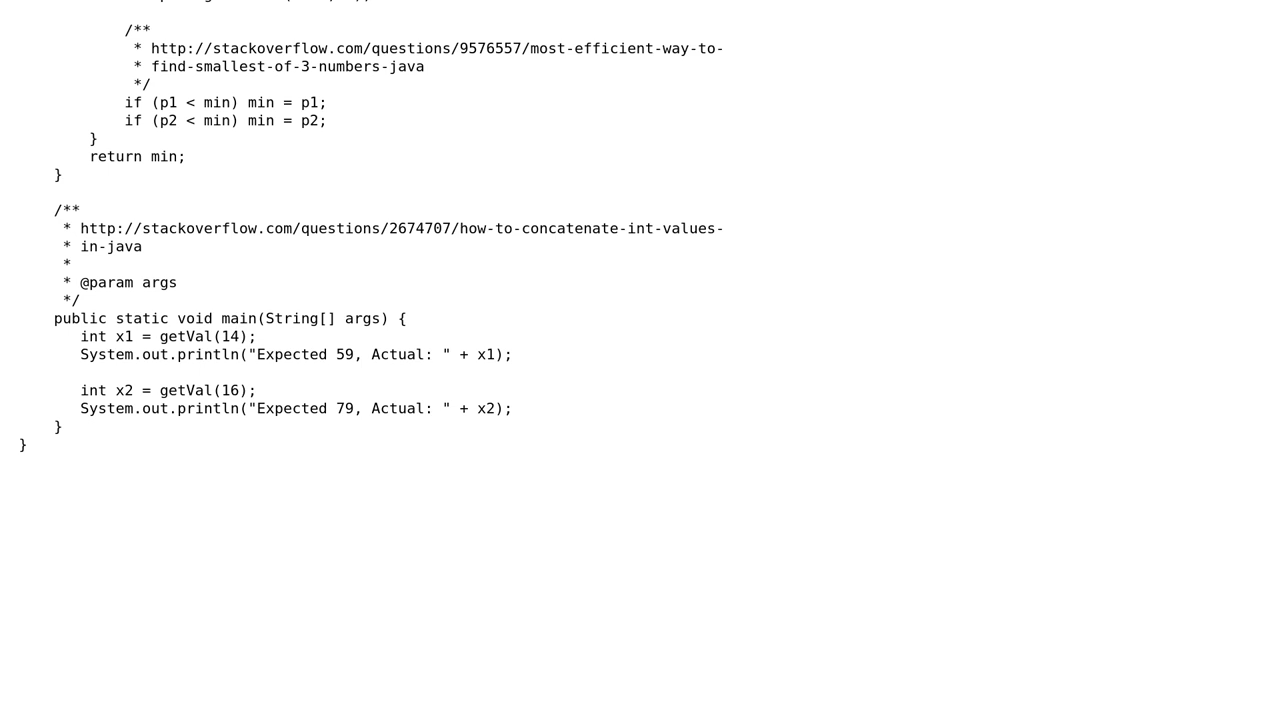 /**
 * http://stackoverflow.com/questions/9576557/most-efficient-way-to-
 * find-smallest-of-3-numbers-java
 */
if (p1 < min) min = p1;
if (p2 < min) min = p2;
}
return min;
}
/**
 * http://stackoverflow.com/questions/2674707/how-to-concatenate-int-values-
 * in-java
 *
 * @param args
 */
public static void main(String[] args) {
int x1 = getVal(14);
System.out.println("Expected 59, Actual: " + x1);
int x2 = getVal(16);
System.out.println("Expected 79, Actual: " + x2);
}
}